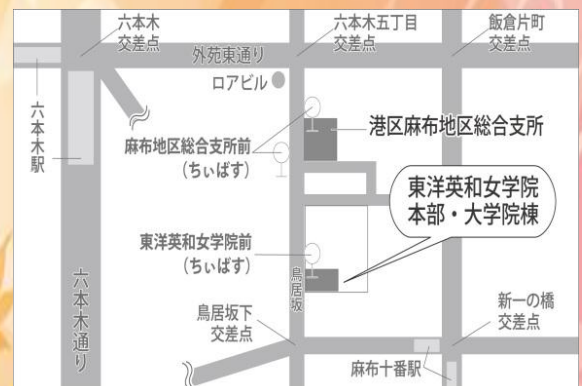 六本木
交差点
六本木五丁目
交差点
飯倉片町
交差点
外苑東通り
ロアビル
六本木駅
麻布地区総合支所前
(ちぃばす)
港区麻布地区総合支所
東洋英和女学院
本部・大学院棟
東洋英和女学院前
(ちぃばす)
鳥居坂
六本木通り
鳥居坂下
交差点
新一の橋
交差点
麻布十番駅